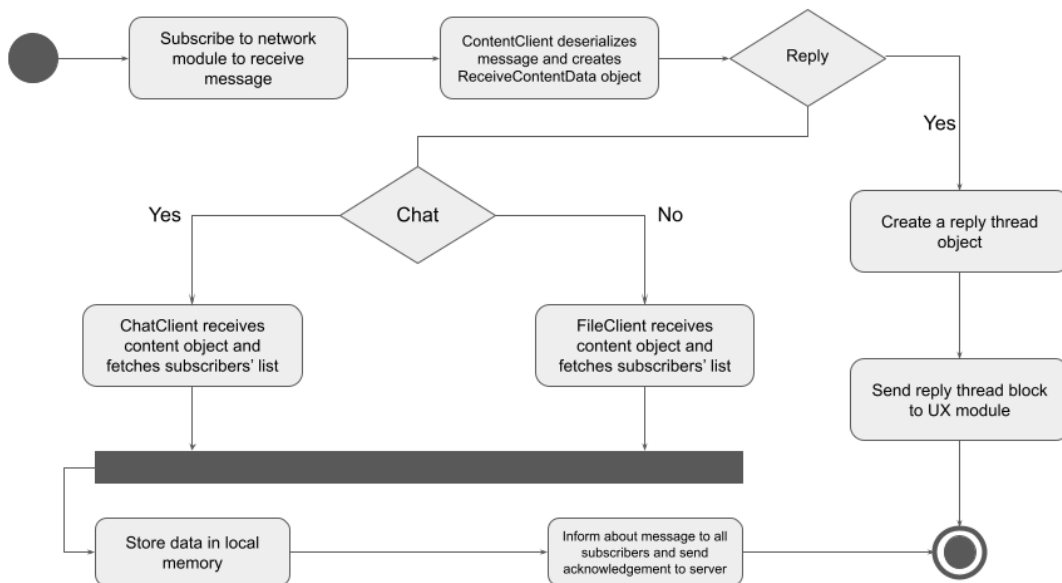 Subscribe to network
module to receive
message
ContentClient deserializes
message and creates
ReceiveContentData object
Reply
Yes
Chat
Yes
No
Create a reply thread
object
ChatClient receives
content object and
fetches subscribers’ list
FileClient receives
content object and
fetches subscribers’ list
Send reply thread block
to UX module
Store data in local
memory
Inform about message to all
subscribers and send
acknowledgement to server